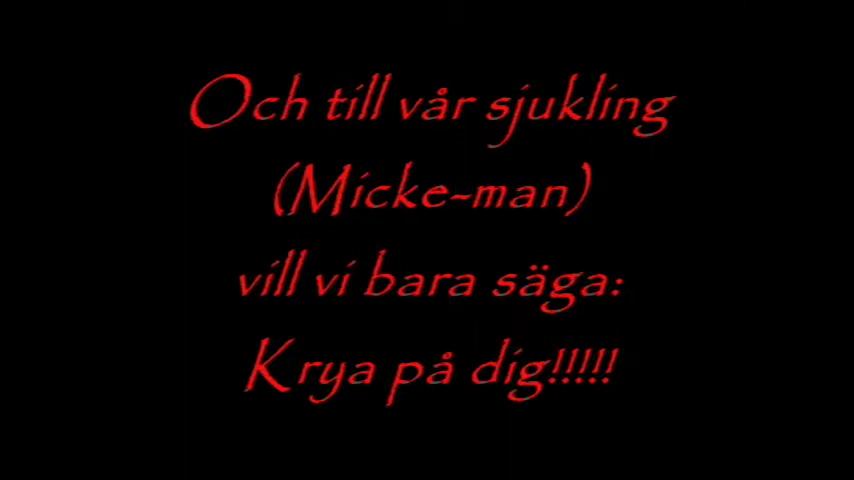 Och till vår sjukling
(Micke-man)
vill vi bara säga:
Krya på dig!!!!!